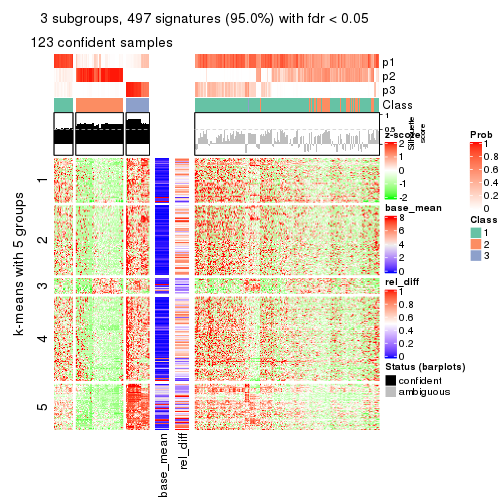 3 subgroups, 497 signatures (95.0%) with fdr < 0.05
123 confident samples
p1
p2
p3
Class
1
0.5
0
Silhouette
score
k-means with 5 groups
1
2
3
4
5
base_mean
rel_diff
z-score
2
1
0
-1
-2
base_mean
8
6
4
2
0
rel_diff
1
0.8
0.6
0.4
0.2
0
Status (barplots)
confident
ambiguous
Prob
1
0.8
0.6
0.4
0.2
0
Class
1
2
3